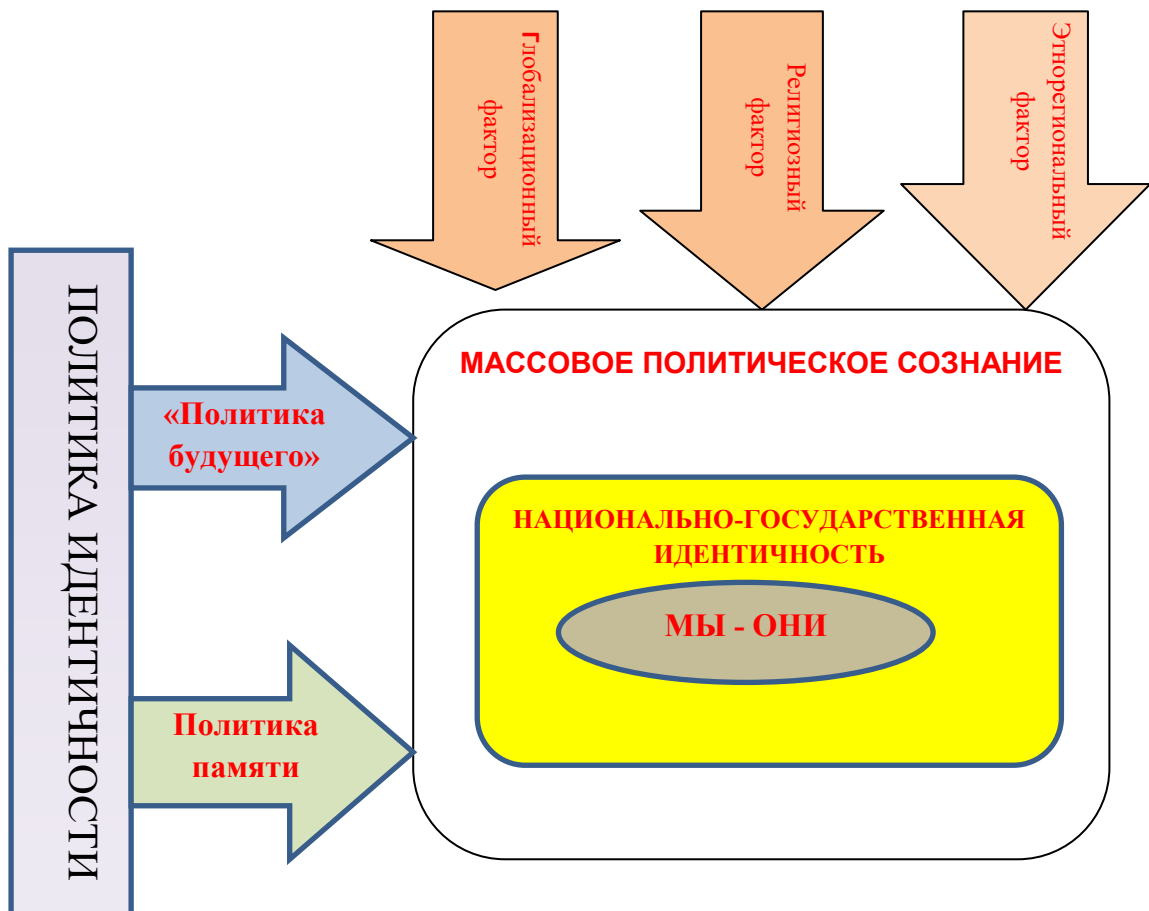 Глобализационный
фактор
Религиозный
фактор
Этнорегиональный
фактор
ПОЛИТИКА ИДЕНТИЧНОСТИ
«Политика
будущего»
Политика
памяти
МАССОВОЕ ПОЛИТИЧЕСКОЕ СОЗНАНИЕ
НАЦИОНАЛЬНО-ГОСУДАРСТВЕННАЯ
ИДЕНТИЧНОСТЬ
МЫ - ОНИ